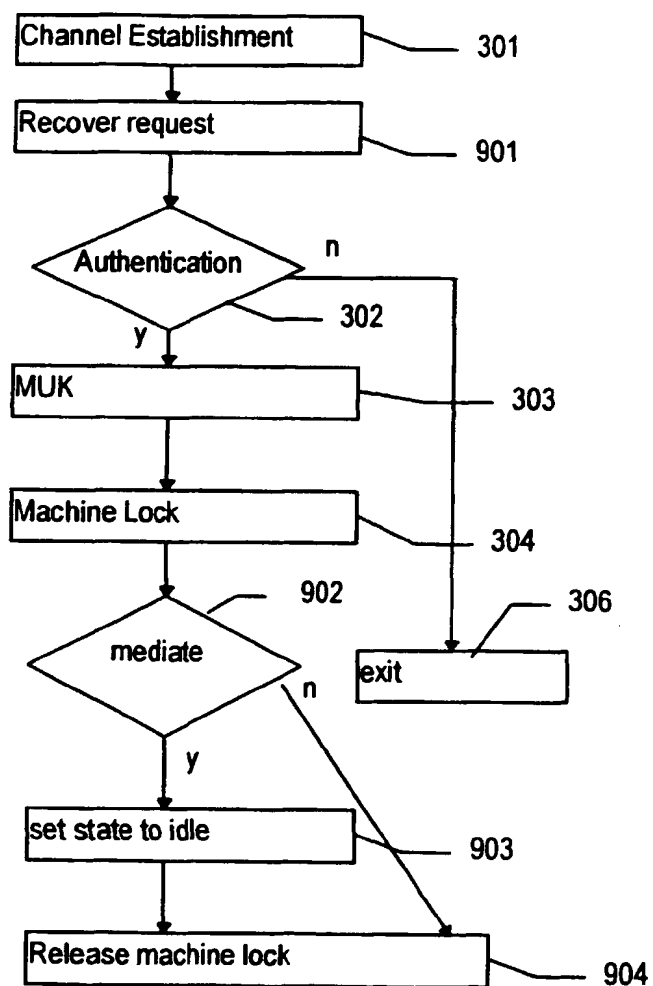 Channel Establishment
301
Recover request
901
Authentication
n
302
y
MUK
303
Machine Lock
304
902
306
mediate
n
exit
y
set state to idle
903
Release machine lock
904